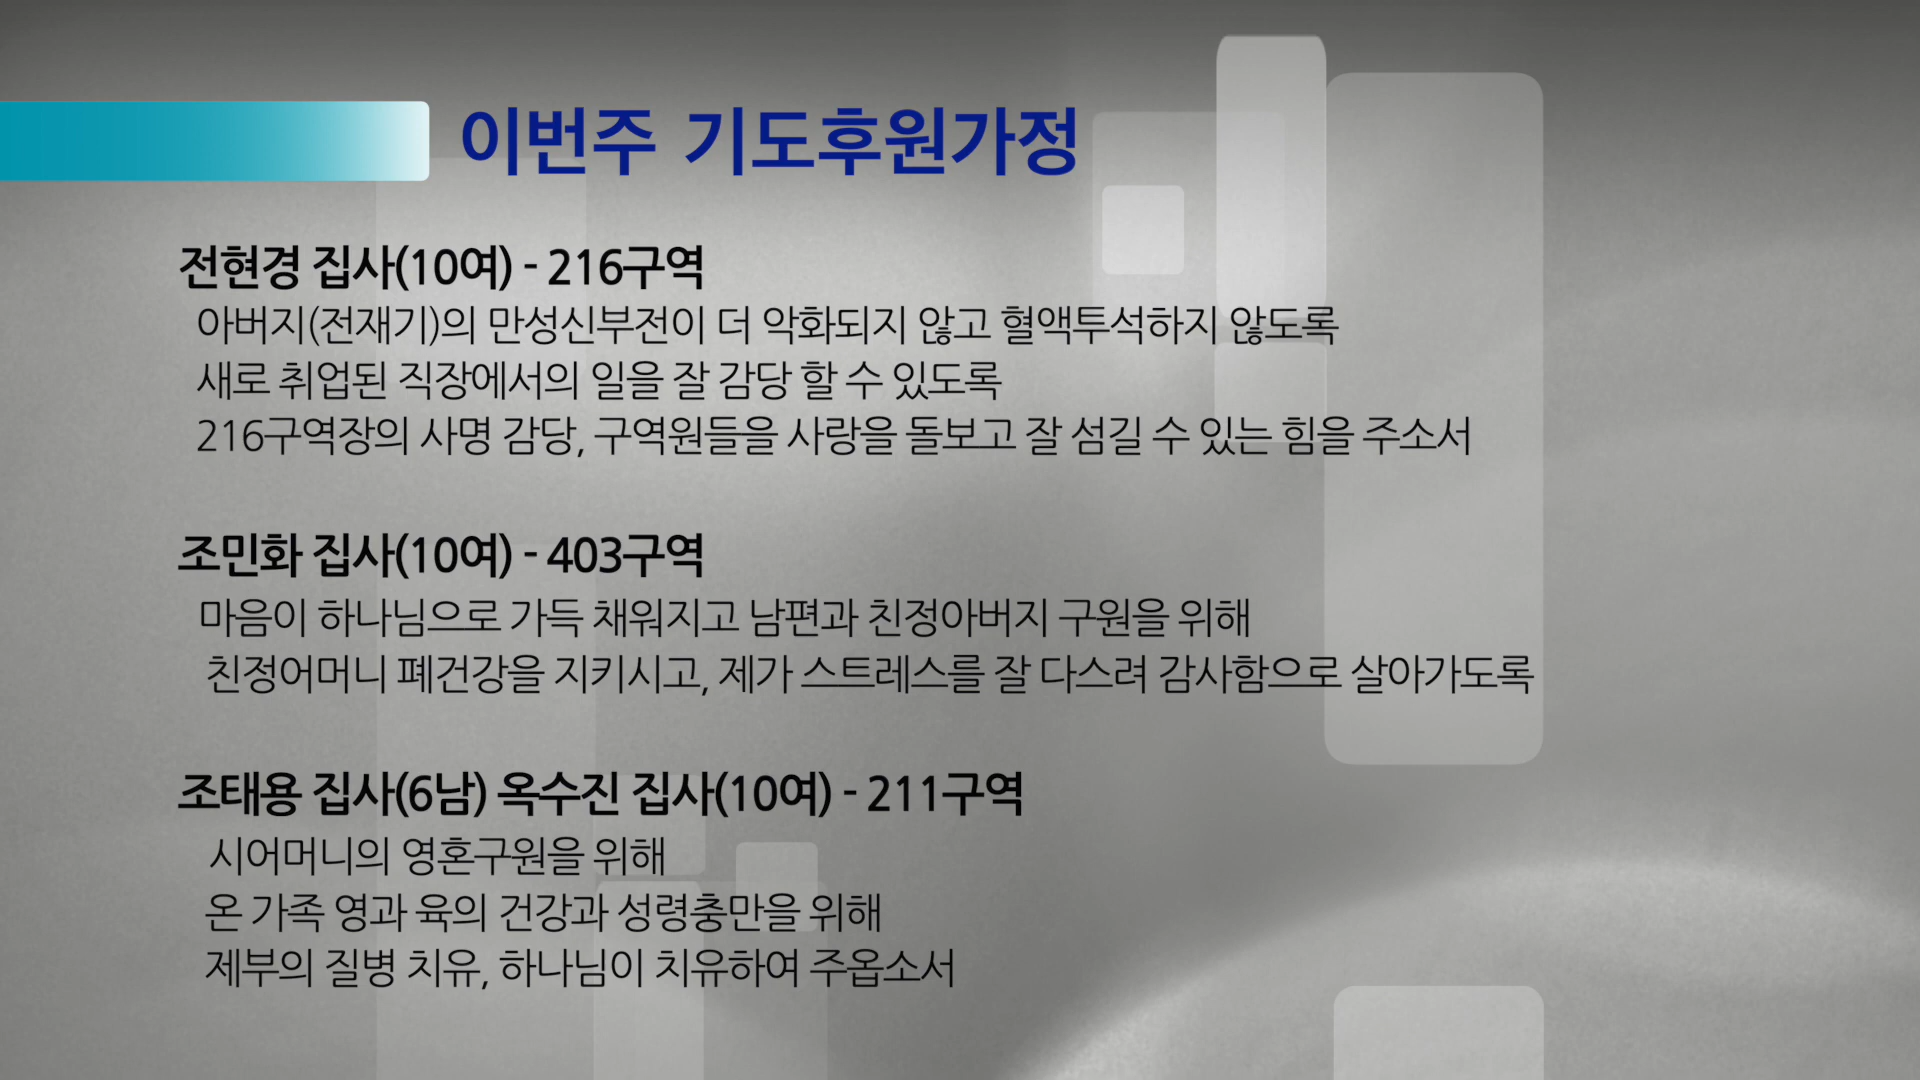 이번주 기도후원가정
전현경 집사(10여) - 216구역
아버지(전재기)의 만성신부전이 더 악화되지 않고 혈액투석하지 않도록
새로 취업된 직장에서의 일을 잘 감당 할 수 있도록
216구역장의 사명 감당, 구역원들을 사랑을 돌보고 잘 섬길 수 있는 힘을 주소서
조민화 집사(10여) - 403구역
마음이 하나님으로 가득 채워지고 남편과 친정아버지 구원을 위해
친정어머니 폐건강을 지키시고, 제가 스트레스를 잘 다스려 감사함으로 살아가도록
조태용 집사(6남) 옥수진 집사(10여) - 211구역
시어머니의 영혼구원을 위해
온 가족 영과 육의 건강과 성령충만을 위해
제부의 질병 치유, 하나님이 치유하여 주옵소서